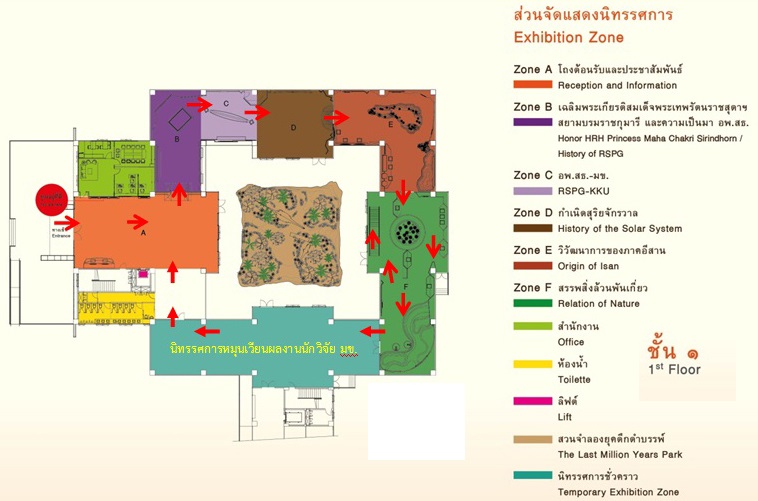 ส่วนจัดแสดงนิทรรศการ
Exhibition Zone
Zone A โถงต้อนรับและประชาสัมพันธ์
Reception and Information
Zone B เฉลิมพระเกียรติสมเด็จพระเทพรัตนราชสุดาฯ
สยามบรมราชกุมารี และความเป็นมา อพ.สธ.
Honor HRH Princess Maha Chakri Sirindhorn /
History of RSPG
Zone C อพ.สธ.-มข.
RSPG-KKU
Zone D กำเนิดสุริยจักรวาล
History of the Solar System
Zone E วิวัฒนาการของภาคอีสาน
Origin of Isan
Zone F สรรพสิ่งล้วนพันเกี่ยว
Relation of Nature
สำนักงาน
Office
ห้องน้ำ
Toilette
ลิฟต์
Lift
สวนจำลองยุคดึกดำบรรพ์
The Last Million Years Park
นิทรรศการชั่วคราว
Temporary Exhibition Zone
ชั้น ๑
1st Floor
C
D
E
B
A
F
ทางเข้า
Entrance
นิทรรศการหมุนเวียนผลงานนักวิจัย มข